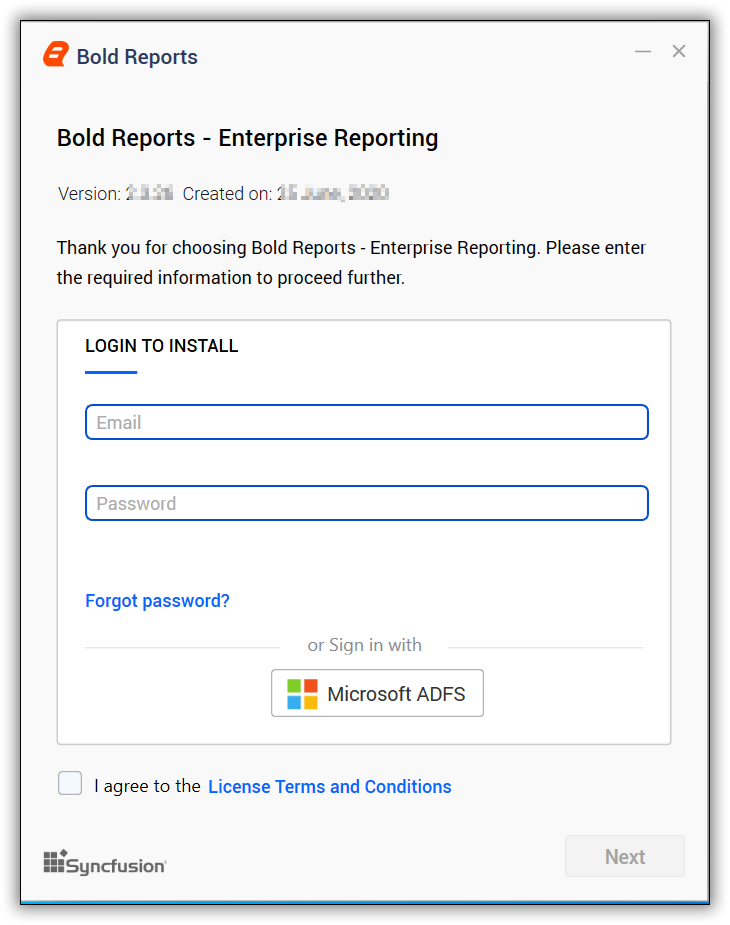 Bold Reports
Bold Reports - Enterprise Reporting
Version: Created on:
Thank you for choosing Bold Reports - Enterprise Reporting. Please enter
the required information to proceed further.
LOGIN TO INSTALL
Email
Password
Forgot password?
or Sign in with
Microsoft ADFS
I agree to the License Terms and Conditions
Syncfusion
Next